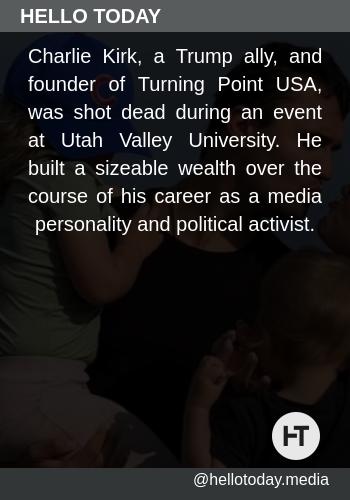 HELLO TODAY
Charlie Kirk, a Trump ally, and
founder of Turning Point USA,
was shot dead during an event
at Utah Valley University. He
built a sizeable wealth over the
course of his career as a media
personality and political activist.
HT
@hellotoday.media